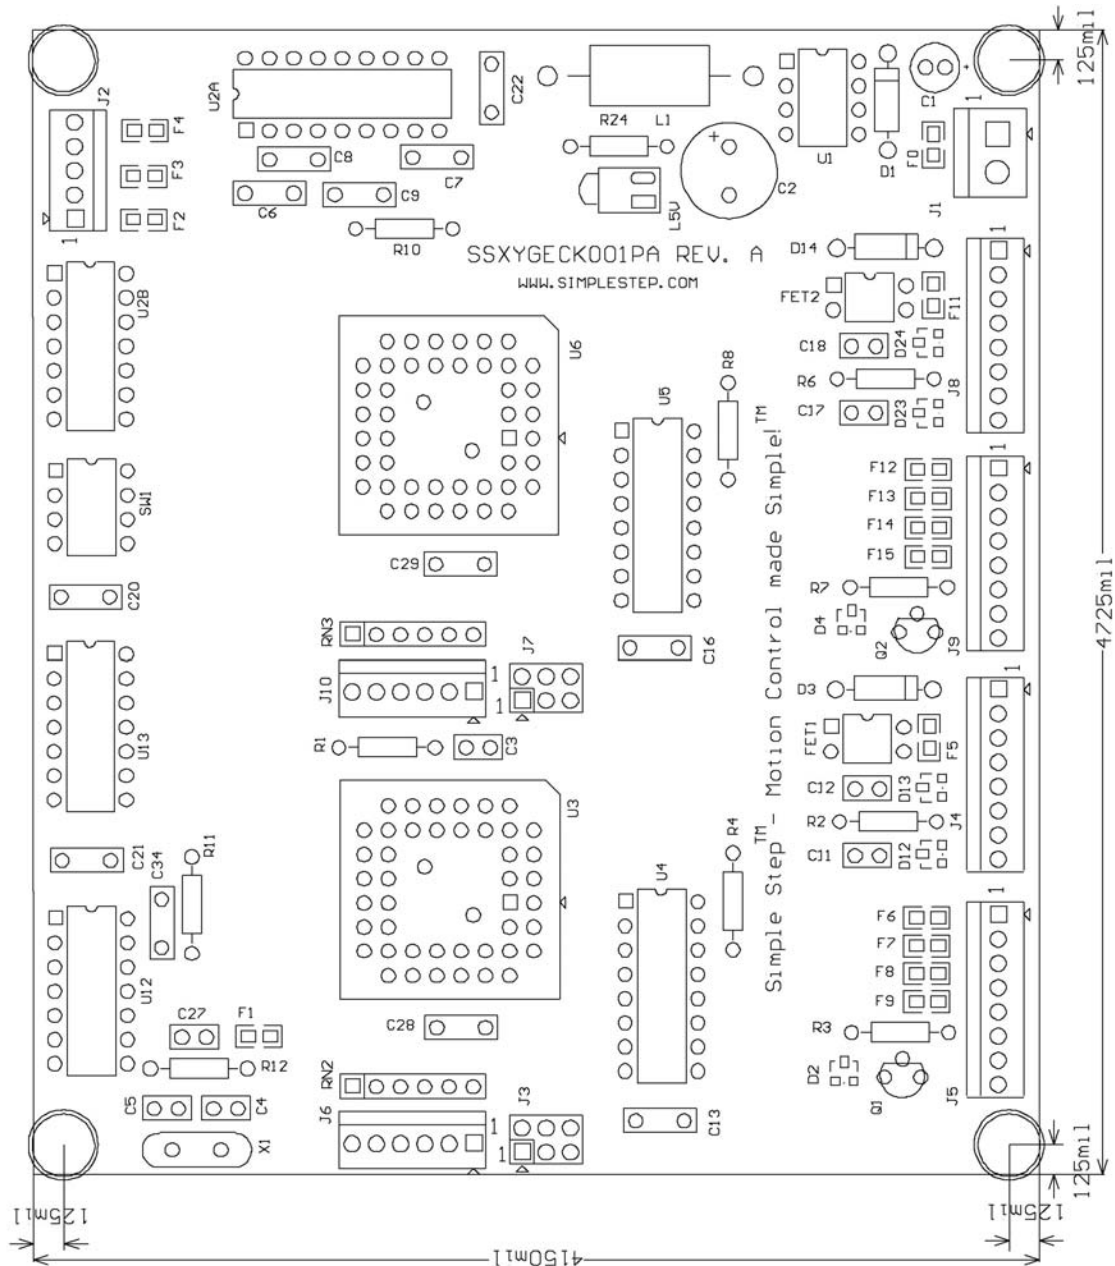 125mil
J2
F4
F3
F2
1
U2A
C22
C8
C7
C6
C9
R10
R24
L1
L5V
+
C2
U1
D1
C1
+
F0
1
J1
SSXYGECK001PA REV. A
WWW.SIMPLESTEP.COM
D14
1
FET2
F11
C18
D24
R6
J8
C17
D23
U2B
U6
R8
U5
SW1
C29
C20
F12
F13
F14
F15
1
R7
D4
Q2
J9
4725mil
Simple Step™ - Motion Control made Simple!™
RN3
J7
J10
1
1
C16
R1
C3
U13
D3
1
FET1
F5
C12
D13
R2
J4
C11
D12
U3
R4
U4
C21
C34
R11
U12
C27
F1
R12
C5
C4
X1
C28
RN2
J6
J3
1
1
C13
F6
F7
F8
F9
1
R3
D2
Q1
J5
125mil
125mil
125mil
4150mil